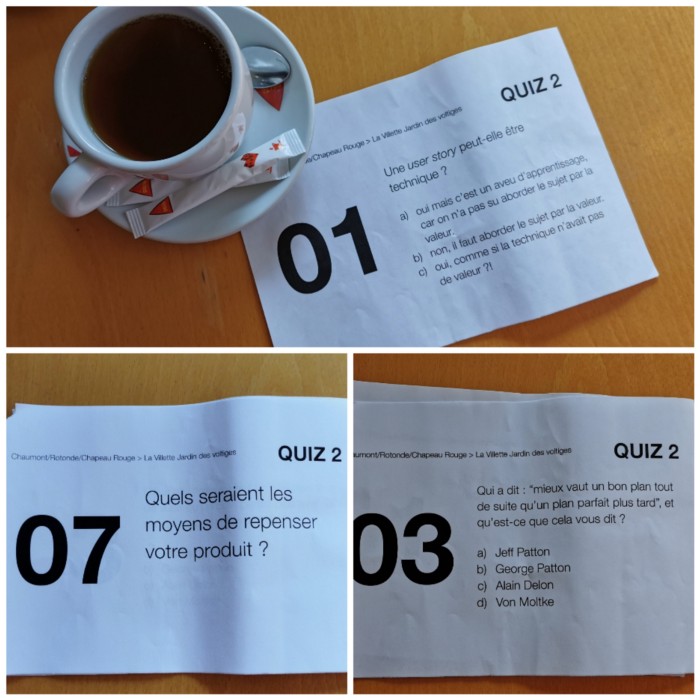 QUIZ 2
/Chapeau Rouge > La Villette Jardin des voltiges
Une user story peut-elle être
technique ?
01
a) oui mais c'est un aveu d'apprentissage,
car on n'a pas su aborder le sujet par la
valeur.
b) non, il faut aborder le sujet par la valeur.
c) oui, comme si la technique n'avait pas
de valeur ?!
Chaumont/Rotonde/Chapeau Rouge > La Villette Jardin des voltiges
QUIZ 2
07
Quels seraient les
moyens de repenser
votre produit ?
aumont/Rotonde/Chapeau Rouge > La Villette Jardin des voltiges
QUIZ 2
03
Qui a dit : “mieux vaut un bon plan tout
de suite qu'un plan parfait plus tard”, et
qu'est-ce que cela vous dit ?
a) Jeff Patton
b) George Patton
c) Alain Delon
d) Von Moltke